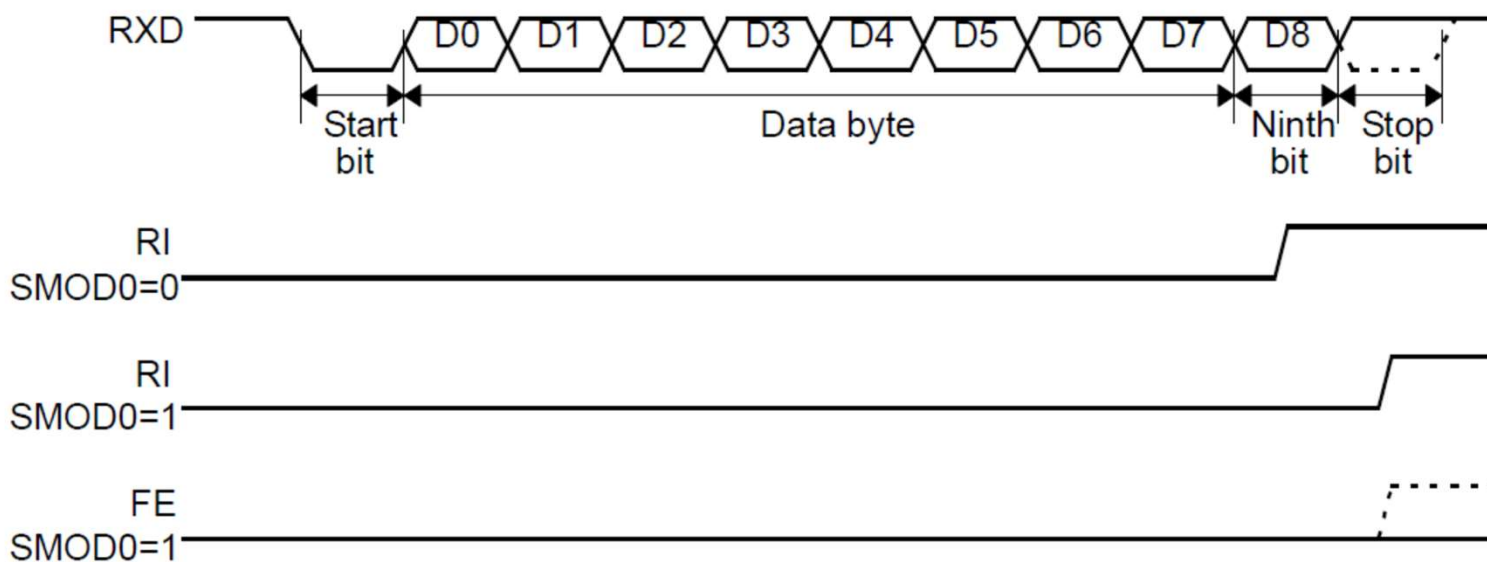 RXD D0 D1 D2 D3 D4 D5 D6 D7 D8
Start bit
Data byte
Ninth bit
Stop bit
RI
SMOD0=0
RI
SMOD0=1
FE
SMOD0=1